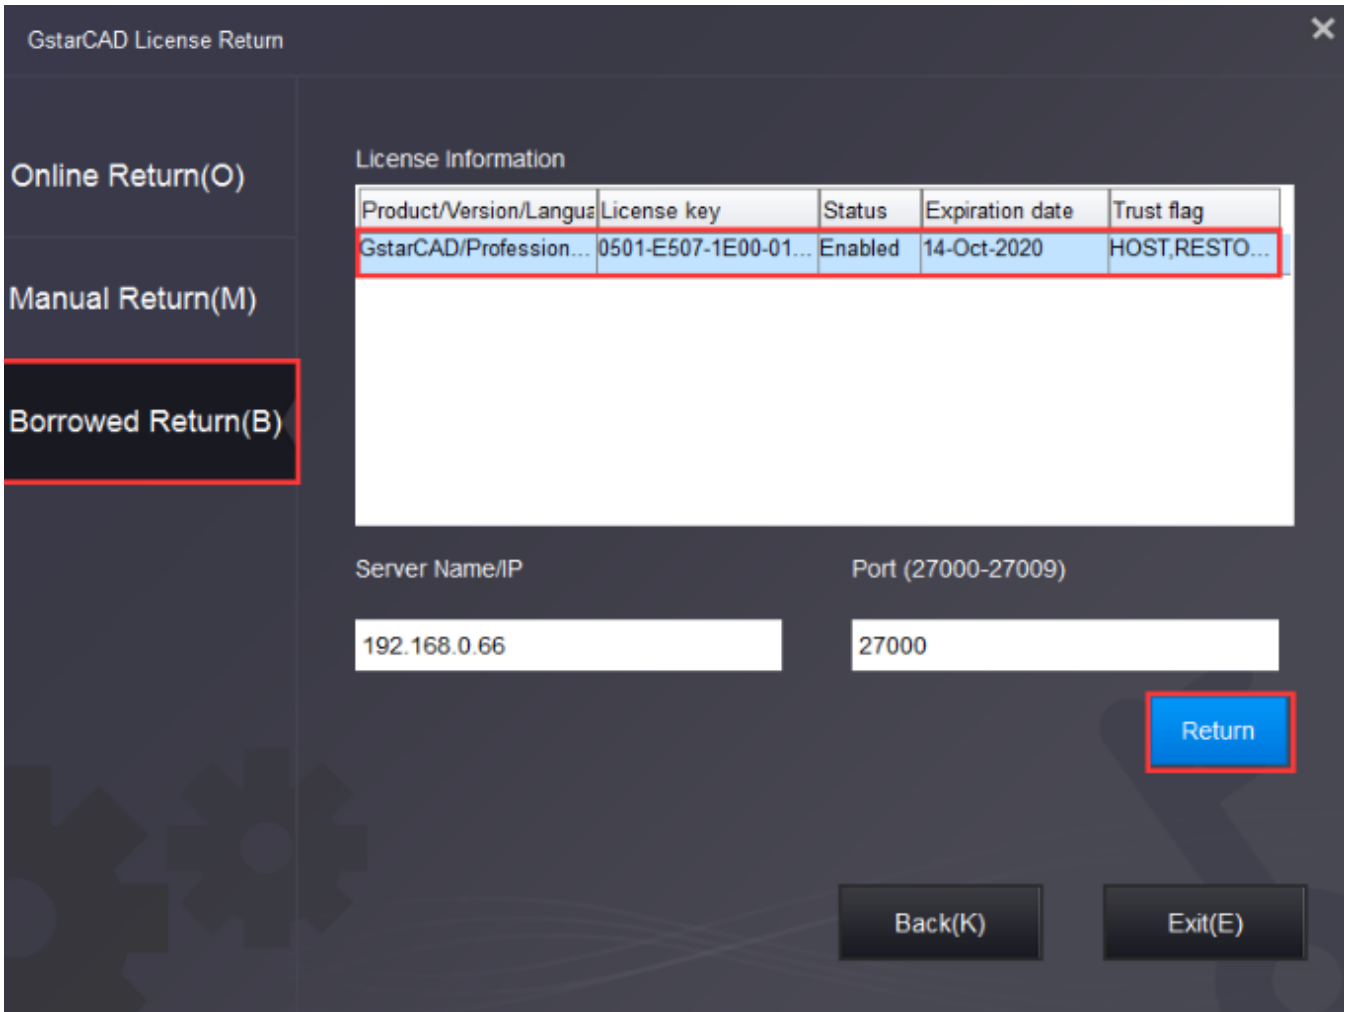 GstarCAD License Return
Online Return(O)
Manual Return(M)
Borrowed Return(B)
License Information
Product/Version/Langua License key Status Expiration date Trust flag
GstarCAD/Profession... 0501-E507-1E00-01... Enabled 14-Oct-2020 HOST,RESTO...
Server Name/IP Port (27000-27009)
192.168.0.66 27000
Return
Back(K) Exit(E)